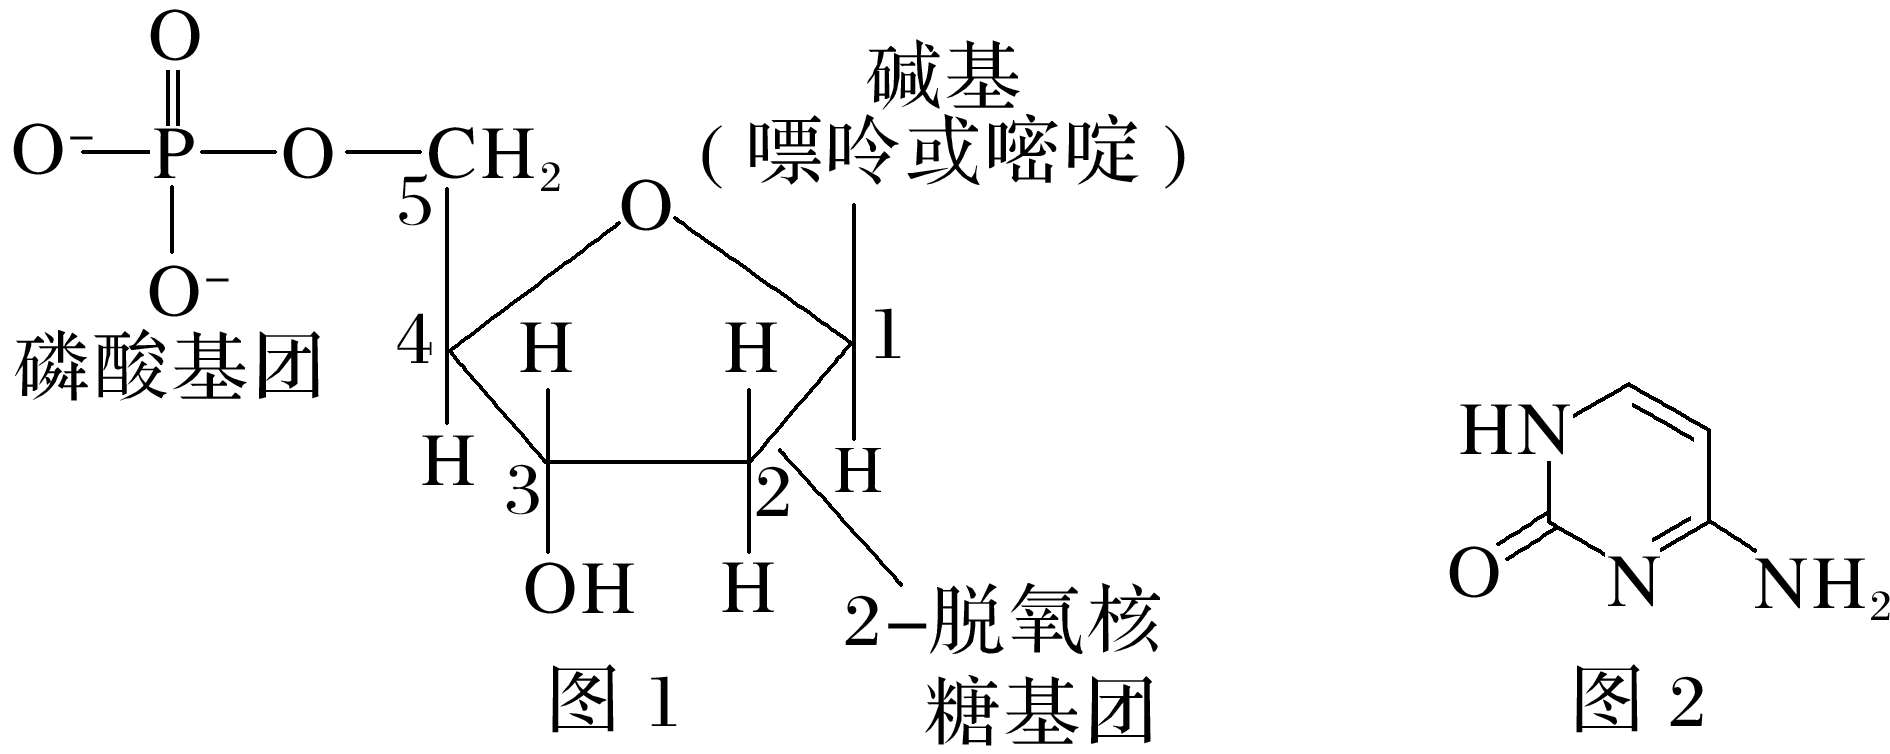 O
O⁻ P O CH₂
5
O⁻
磷酸基团
碱基
(嘌呤或嘧啶)
O
4 H H 1
H 3 2 H
OH H
2-脱氧核
糖基团
图 1
HN
O N NH₂
图 2